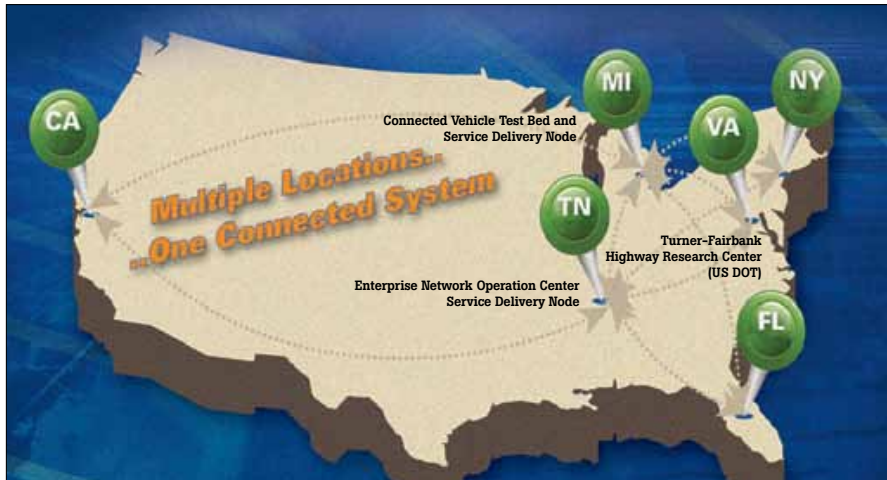 MI
NY
CA
VA
Connected Vehicle Test Bed and
Service Delivery Node
Multiple Locations..
..One Connected System
TN
Turner-Fairbank
Highway Research Center
(US DOT)
Enterprise Network Operation Center
Service Delivery Node
FL